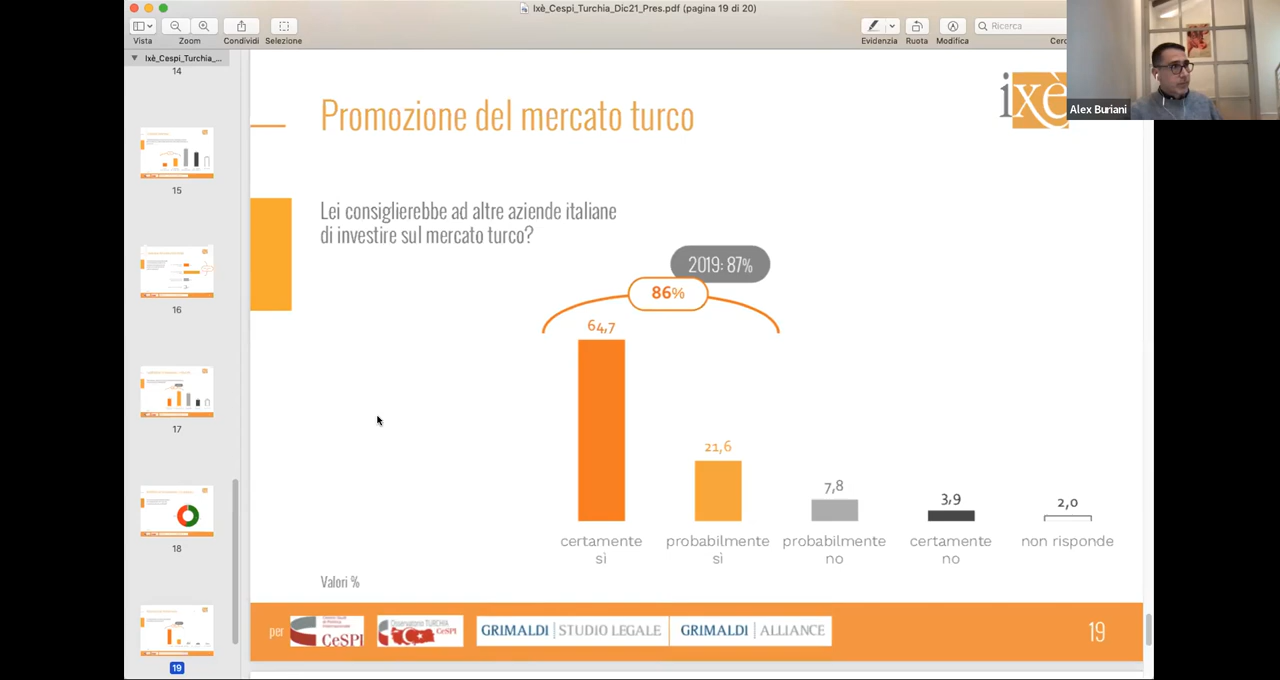 Ixè_Cespi_Turchia_Dic21_Pres.pdf (pagina 19 di 20)
Vista
Zoom
Condividi
Selezione
Evidenzia
Ruota
Modifica
Ricerca
Cerc
Alex Buriani
Ixè_Cespi_Turchia_...
14
15
16
17
18
19
ixè
Promozione del mercato turco
Lei consiglierebbe ad altre aziende italiane
di investire sul mercato turco?
2019: 87%
86%
64,7
21,6
7,8
3,9
2,0
certamente
sì
probabilmente
sì
probabilmente
no
certamente
no
non risponde
Valori %
per
CeSPI
Osservatorio TURCHIA
CeSPI
GRIMALDI | STUDIO LEGALE
GRIMALDI | ALLIANCE
19